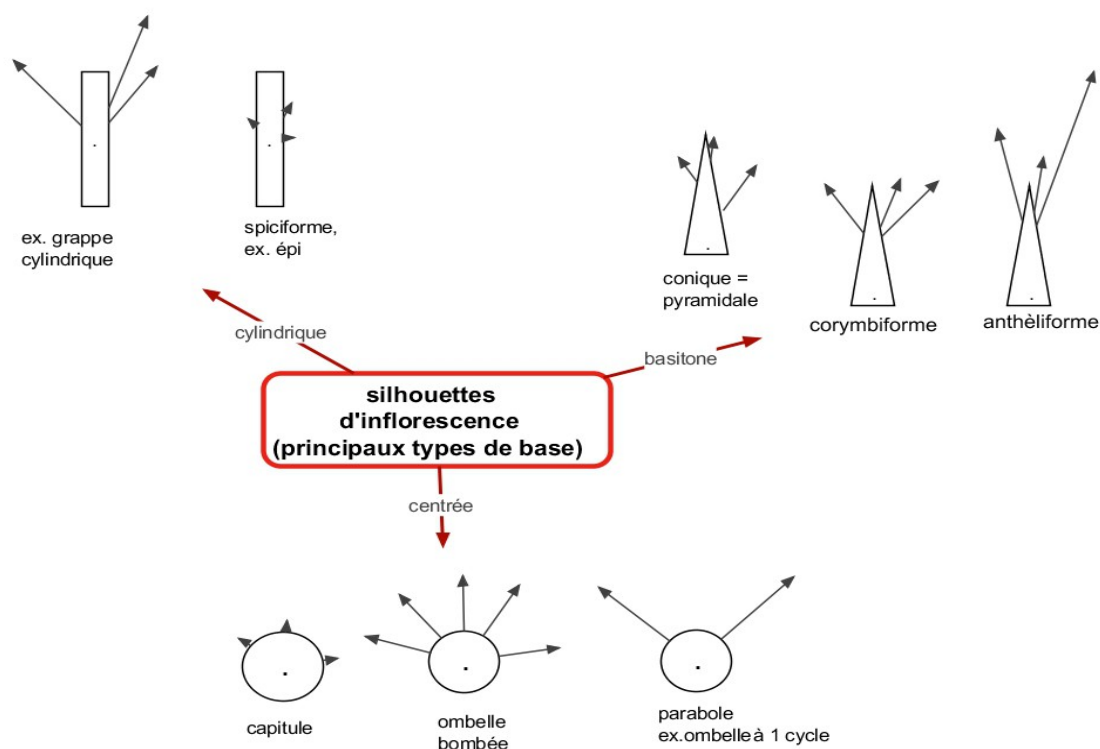 ex. grappe
cylindrique
spiciforme,
ex. épi
conique =
pyramidale
corymbiforme
anthèliforme
cylindrique
basitone
silhouettes
d'inflorescence
(principaux types de base)
centrée
capitule
ombelle
bombée
parabole
ex.ombelle à 1 cycle